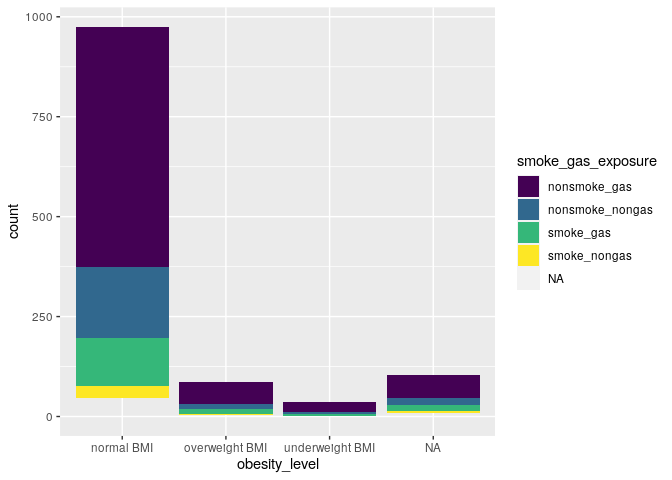 1000
750
500
250
0
count
normal BMI
overweight BMI
underweight BMI
NA
obesity_level
smoke_gas_exposure
nonsmoke_gas
nonsmoke_nongas
smoke_gas
smoke_nongas
NA